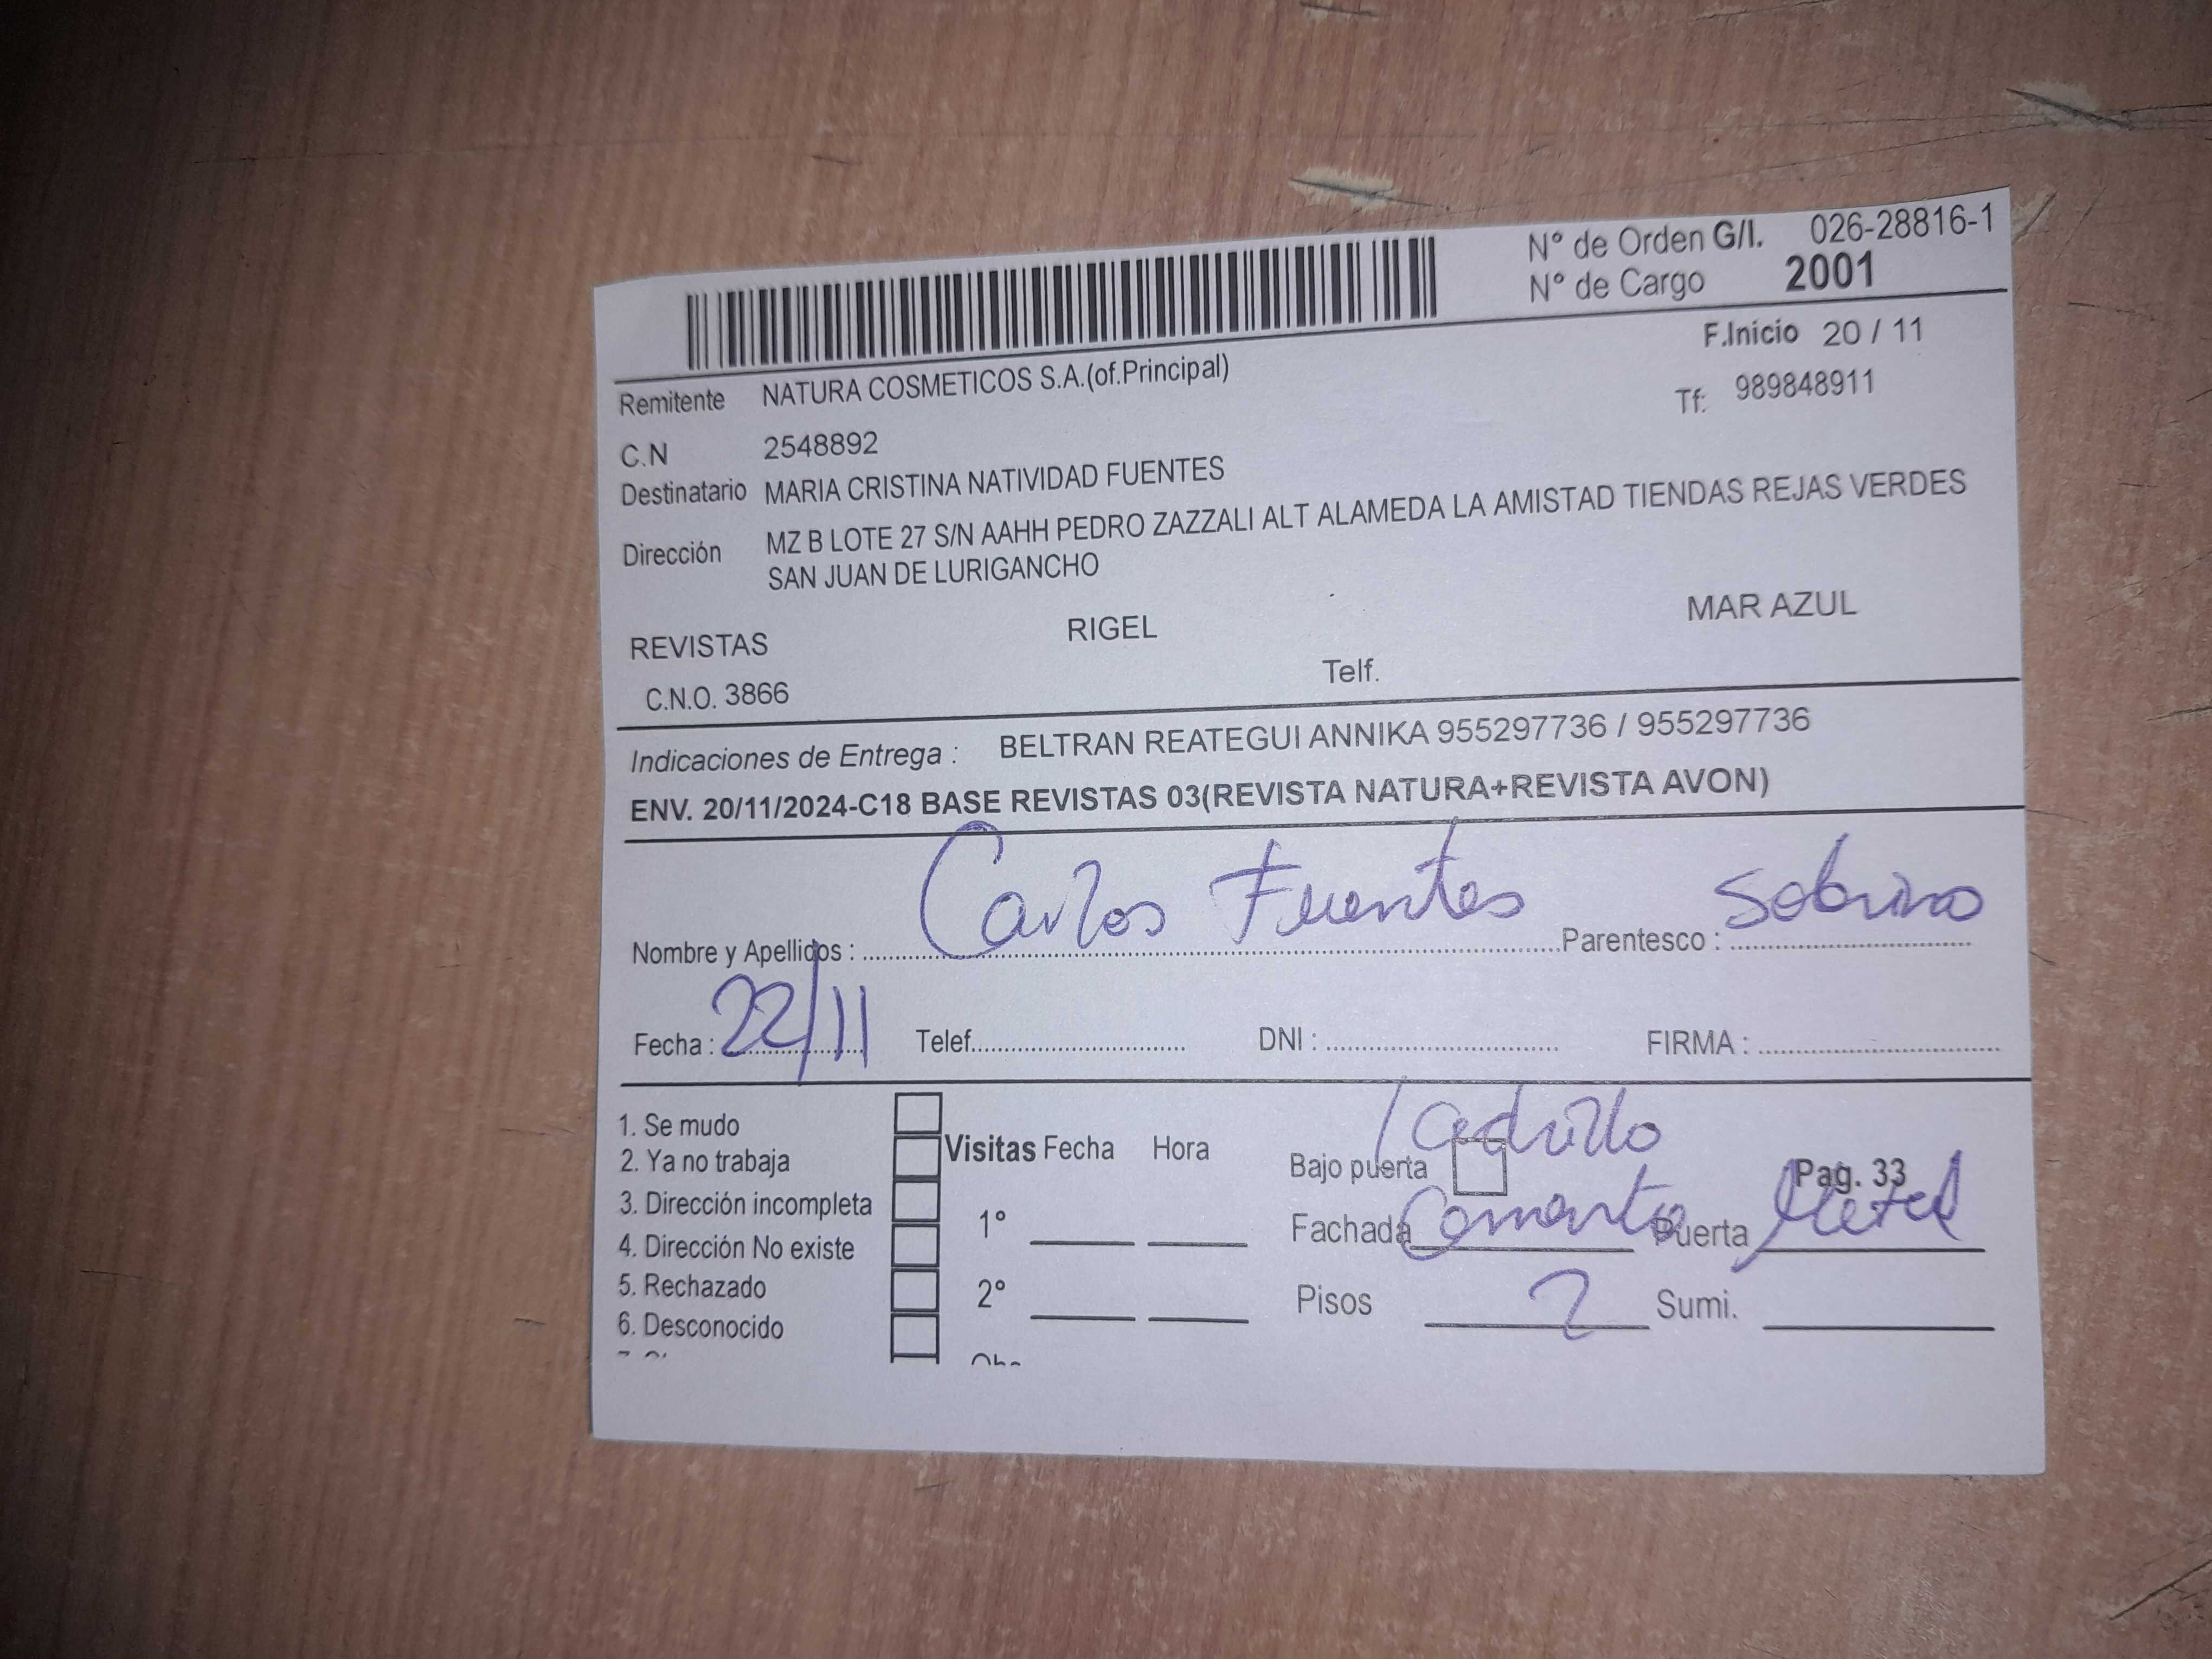 N° de Orden G/I. 026-28816-1
N° de Cargo 2001
F.Inicio 20 / 11
Remitente NATURA COSMETICOS S.A.(of.Principal)
Tf: 989848911
C.N 2548892
Destinatario MARIA CRISTINA NATIVIDAD FUENTES
Dirección MZ B LOTE 27 S/N AAHH PEDRO ZAZZALI ALT ALAMEDA LA AMISTAD TIENDAS REJAS VERDES
SAN JUAN DE LURIGANCHO
REVISTAS RIGEL MAR AZUL
C.N.O. 3866 Telf.
Indicaciones de Entrega : BELTRAN REATEGUI ANNIKA 955297736 / 955297736
ENV. 20/11/2024-C18 BASE REVISTAS 03(REVISTA NATURA+REVISTA AVON)
Nombre y Apellidos : Carlos Fuentes Parentesco : Sobrino
Fecha : 22/11 Telef. DNI : FIRMA :
1. Se mudo
2. Ya no trabaja
3. Dirección incompleta
4. Dirección No existe
5. Rechazado
6. Desconocido
Visitas Fecha Hora
1°
2°
ladrillo
Bajo puerta Pag. 33
Fachada Cemento Puerta Metal
Pisos 2 Sumi.